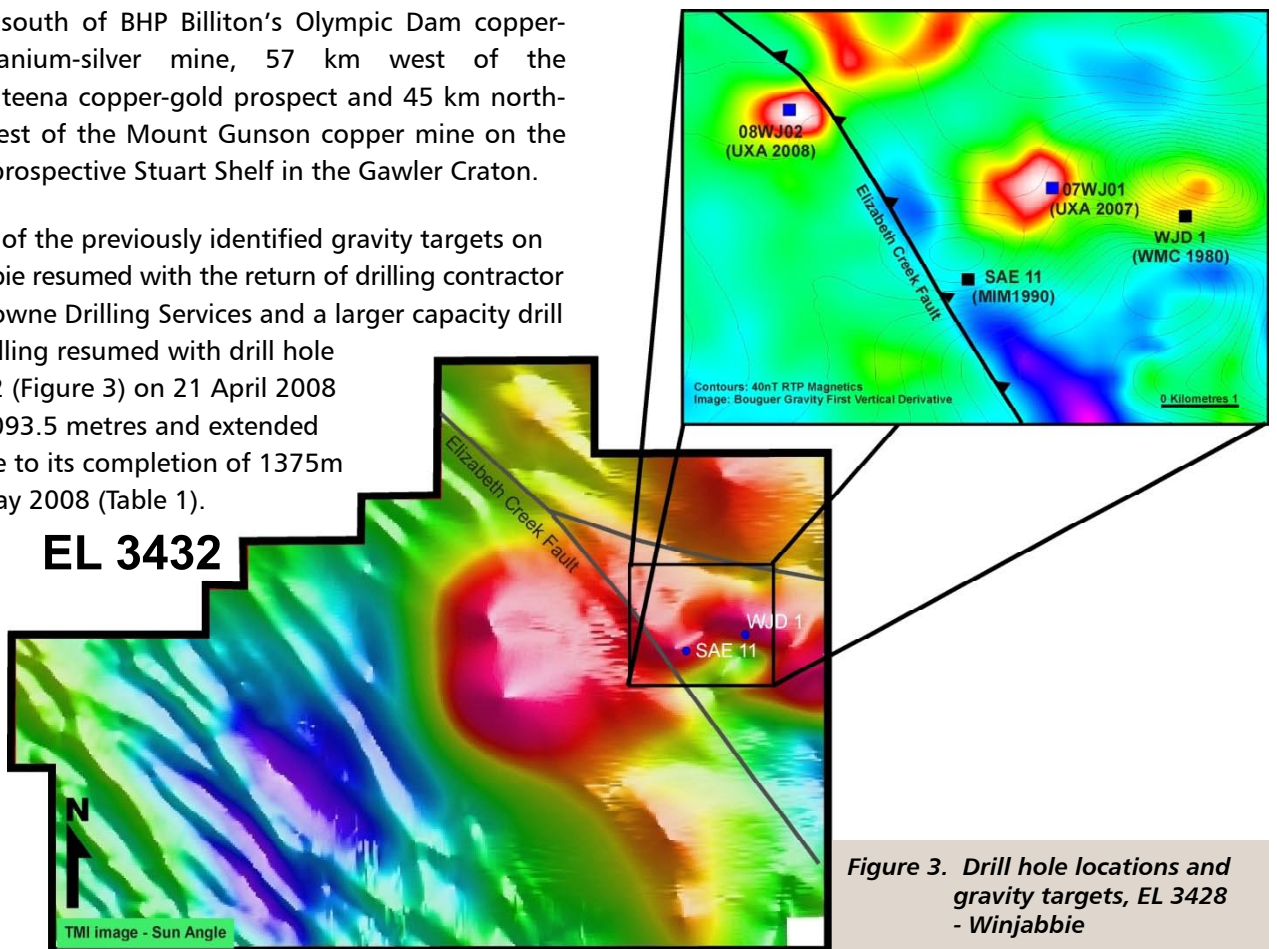 south of BHP Billiton's Olympic Dam copper-
anium-silver mine, 57 km west of the
teena copper-gold prospect and 45 km north-
est of the Mount Gunson copper mine on the
prospective Stuart Shelf in the Gawler Craton.
of the previously identified gravity targets on
bie resumed with the return of drilling contractor
owne Drilling Services and a larger capacity drill
lling resumed with drill hole
2 (Figure 3) on 21 April 2008
093.5 metres and extended
e to its completion of 1375m
ay 2008 (Table 1).
08WJ02
(UXA 2008)
07WJ01
(UXA 2007)
WJD 1
(WMC 1980)
SAE 11
(MIM1990)
Elizabeth Creek Fault
Contours: 40nT RTP Magnetics
Image: Bouguer Gravity First Vertical Derivative
0 Kilometres 1
EL 3432
Elizabeth Creek Fault
WJD 1
SAE 11
N
TMI image - Sun Angle
Figure 3. Drill hole locations and
gravity targets, EL 3428
- Winjabbie